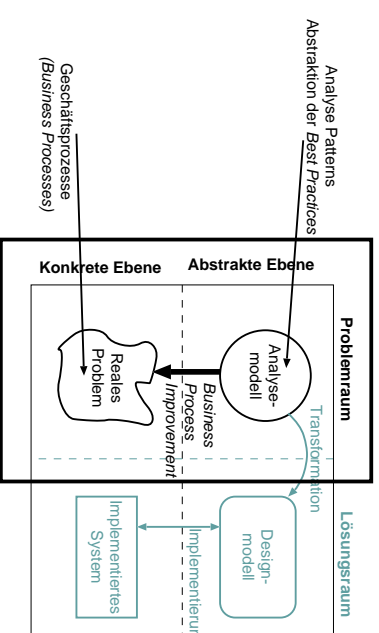 Problemraum
Lösungsraum
Abstrakte Ebene
Konkrete Ebene
Analyse Patterns
Abstraktion der Best Practices
Geschäftsprozesse
(Business Processes)
Analyse-
modell
Transformation
Design-
modell
Business
Process
Improvement
Reales
Problem
Implementierun
Implementiertes
System